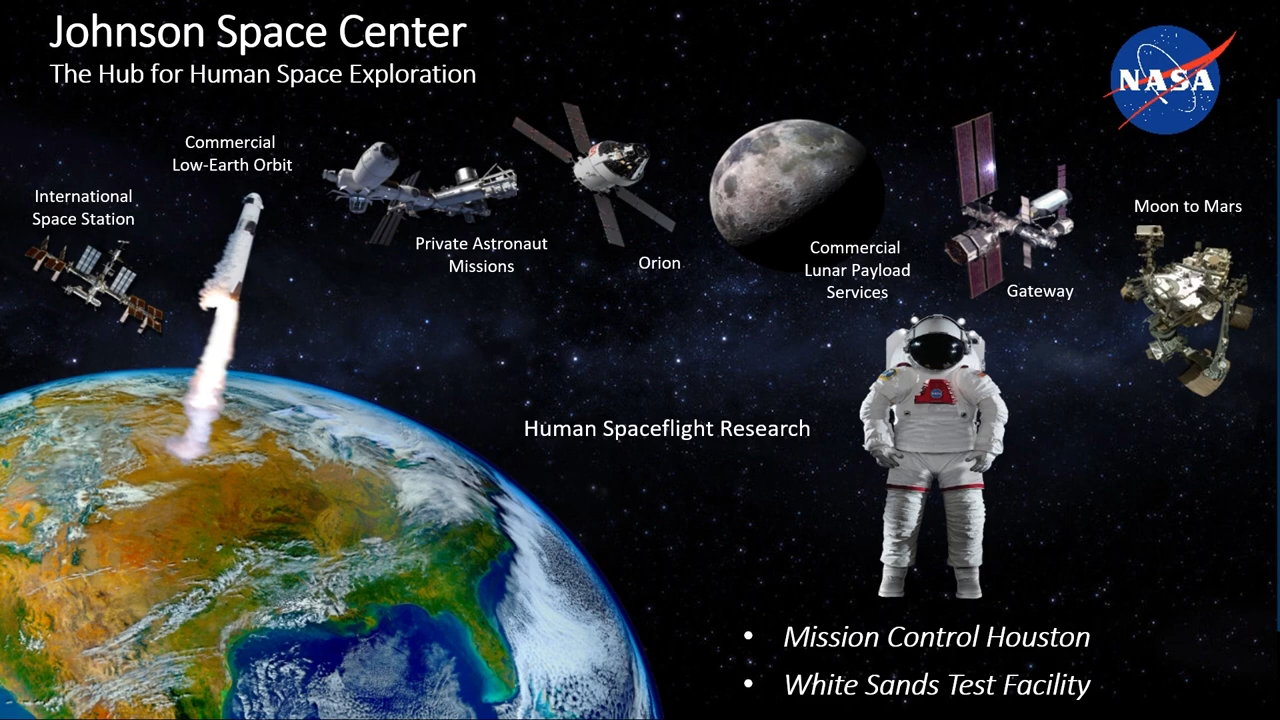 Johnson Space Center
The Hub for Human Space Exploration
NASA
Commercial
Low-Earth Orbit
International
Space Station
Private Astronaut
Missions
Orion
Commercial
Lunar Payload
Services
Gateway
Moon to Mars
Human Spaceflight Research
• Mission Control Houston
• White Sands Test Facility